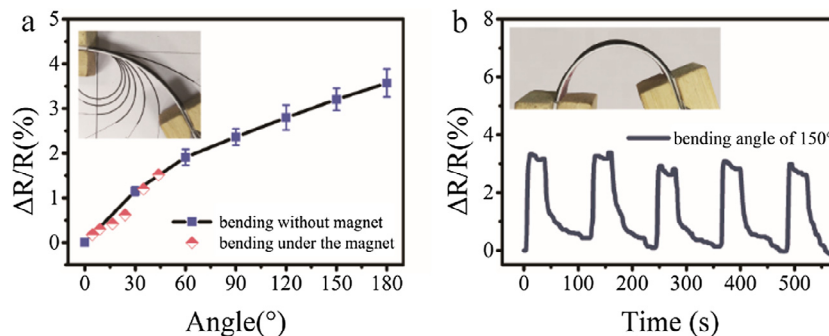 a
5
4
3
2
1
0
ΔR/R(%)
bending without magnet
bending under the magnet
0 30 60 90 120 150 180
Angle(°)
b
8
6
4
2
0
ΔR/R(%)
bending angle of 150°
0 100 200 300 400 500
Time (s)